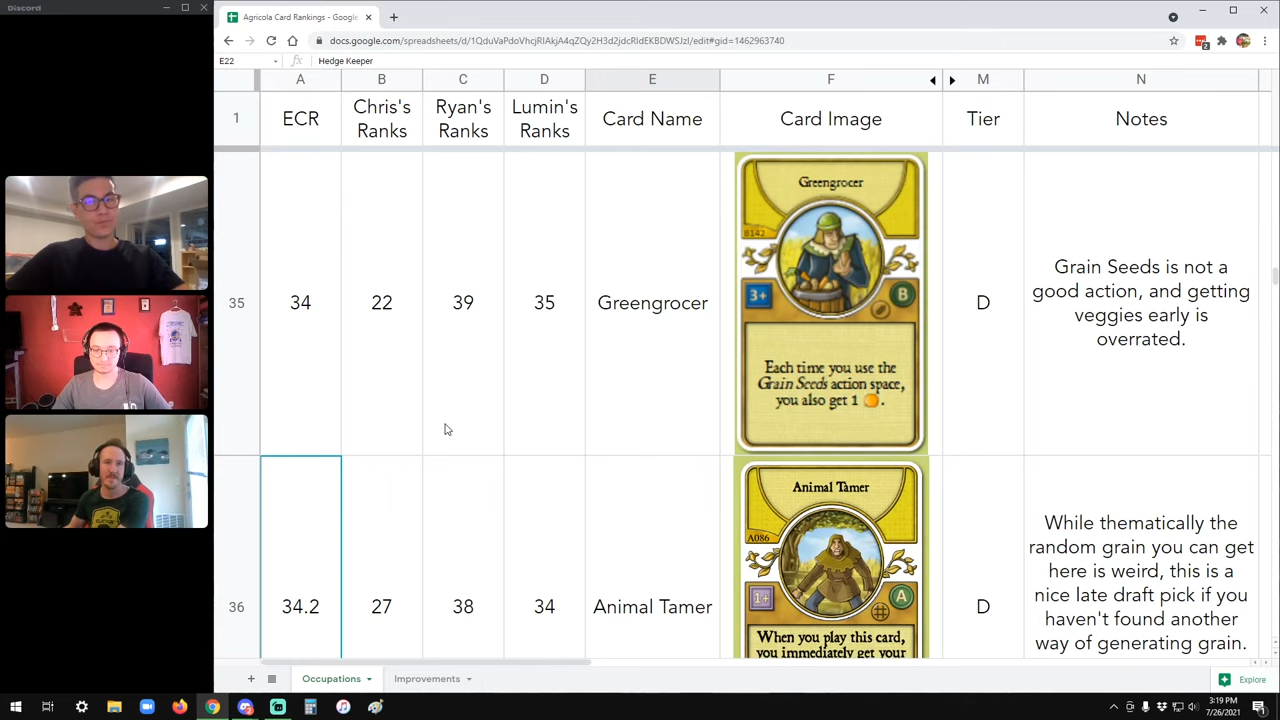 Discord
Agricola Card Rankings - Google
docs.google.com/spreadsheets/d/1QduVaPdoVhcjRIAkjA4qZQy2H3d2jdcRldEKBDWSJzI/edit#gid=1462963740
E22
fx
Hedge Keeper
A B C D E F M N
1
ECR
Chris's
Ranks
Ryan's
Ranks
Lumin's
Ranks
Card Name
Card Image
Tier
Notes
35
34
22
39
35
Greengrocer
Greengrocer
B142
3+
B
Each time you use the
Grain Seeds action space,
you also get 1 .
D
Grain Seeds is not a
good action, and getting
veggies early is
overrated.
36
34.2
27
38
34
Animal Tamer
Animal Tamer
A086
1+
A
When you play this card,
you immediately get your
D
While thematically the
random grain you can get
here is weird, this is a
nice late draft pick if you
haven't found another
way of generating grain.
Occupations
Improvements
Explore
3:19 PM
7/26/2021